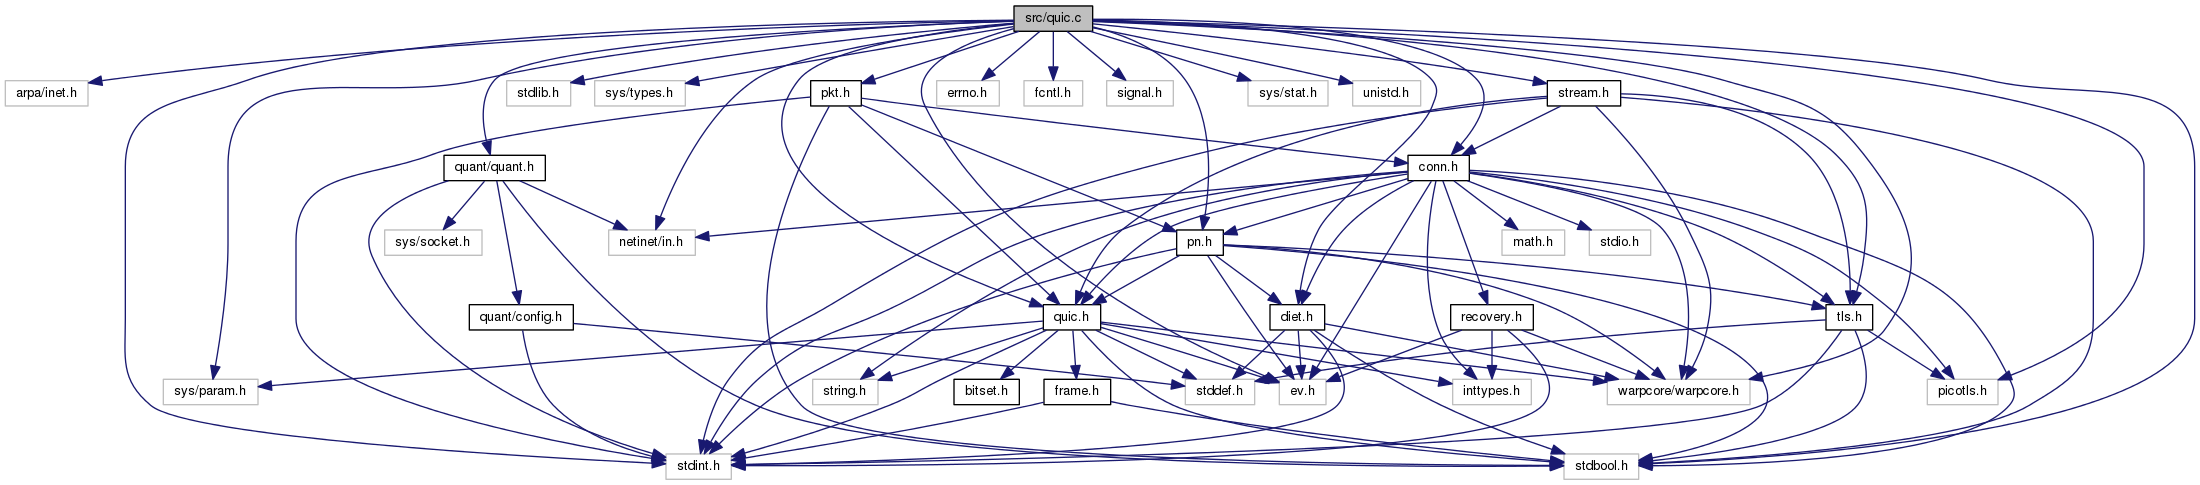 src/quic.c
arpa/inet.h
stdlib.h
sys/types.h
pkt.h
errno.h
fcntl.h
signal.h
sys/stat.h
unistd.h
stream.h
quant/quant.h
conn.h
sys/socket.h
netinet/in.h
pn.h
math.h
stdio.h
quant/config.h
quic.h
diet.h
recovery.h
tls.h
sys/param.h
string.h
bitset.h
frame.h
stddef.h
ev.h
inttypes.h
warpcore/warpcore.h
picotls.h
stdint.h
stdbool.h